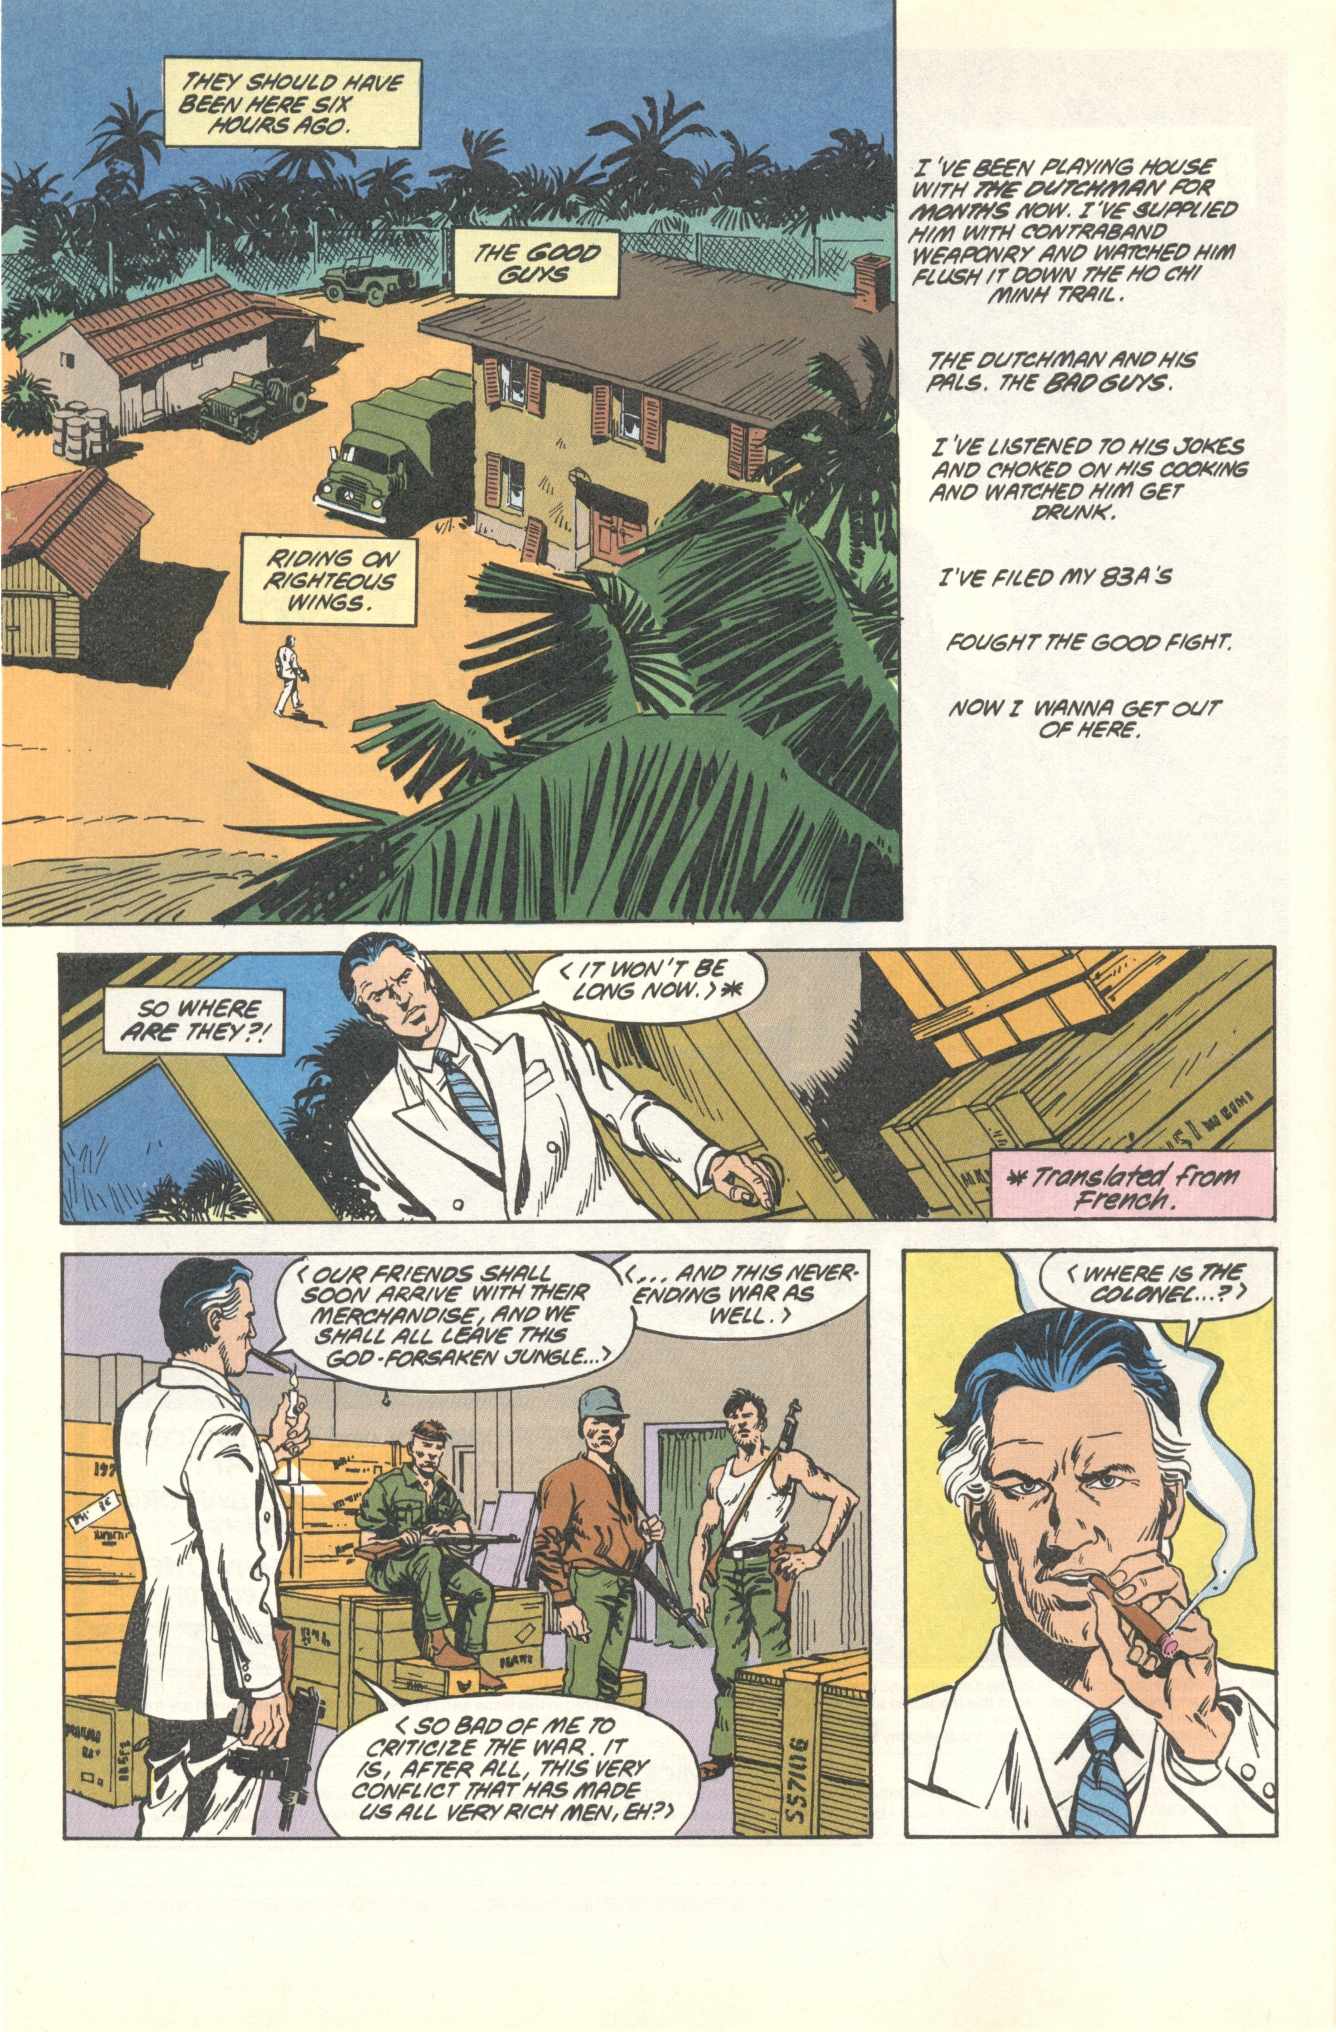 THEY SHOULD HAVE
BEEN HERE SIX
HOURS AGO.
THE GOOD
GUYS
RIDING ON
RIGHTEOUS
WINGS.
I'VE BEEN PLAYING HOUSE
WITH THE DUTCHMAN FOR
MONTHS NOW. I'VE SUPPLIED
HIM WITH CONTRABAND
WEAPONRY AND WATCHED HIM
FLUSH IT DOWN THE HO CHI
MINH TRAIL.
THE DUTCHMAN AND HIS
PALS. THE BAD GUYS.
I'VE LISTENED TO HIS JOKES
AND CHOKED ON HIS COOKING
AND WATCHED HIM GET
DRUNK.
I'VE FILED MY 83A'S
FOUGHT THE GOOD FIGHT.
NOW I WANNA GET OUT
OF HERE.
SO WHERE
ARE THEY?!
< IT WON'T BE
LONG NOW. >*
* Translated from
French.
< OUR FRIENDS SHALL
SOON ARRIVE WITH THEIR
MERCHANDISE, AND WE
SHALL ALL LEAVE THIS
GOD-FORSAKEN JUNGLE...>
<... AND THIS NEVER-
ENDING WAR AS
WELL. >
< SO BAD OF ME TO
CRITICIZE THE WAR. IT
IS, AFTER ALL, THIS VERY
CONFLICT THAT HAS MADE
US ALL VERY RICH MEN, EH? >
S57106
< WHERE IS THE
COLONEL...? >